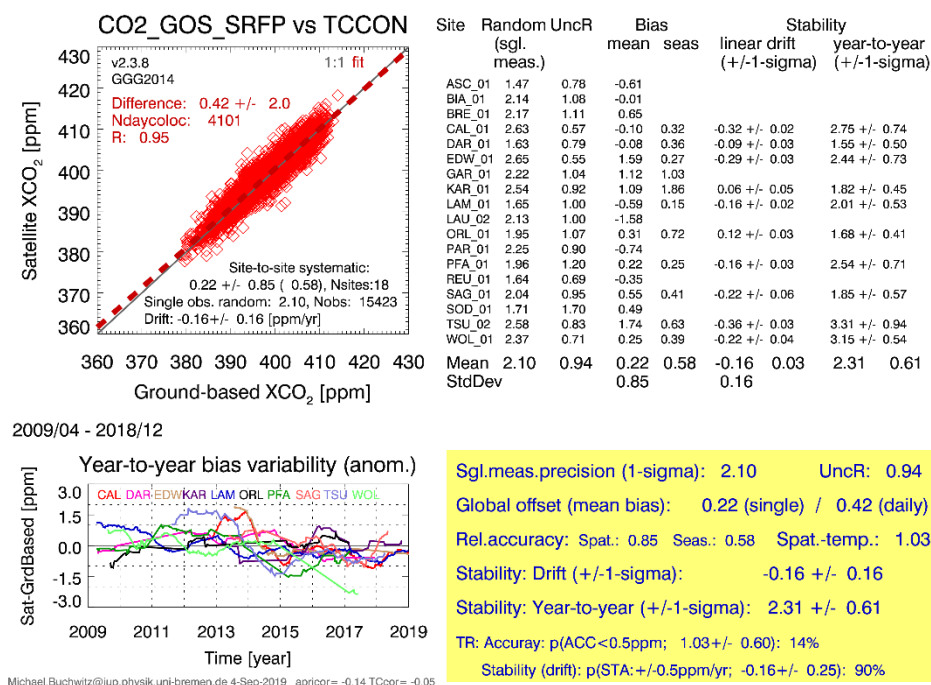 CO2_GOS_SRFP vs TCCON
v2.3.8
GGG2014
1:1 fit
Difference: 0.42 +/- 2.0
Ndaycoloc: 4101
R: 0.95
Site-to-site systematic:
0.22 +/- 0.85 ( 0.58), Nsites:18
Single obs. random: 2.10, Nobs: 15423
Drift: -0.16+/- 0.16 [ppm/yr]
430
420
410
400
390
380
370
360
Satellite XCO₂ [ppm]
360 370 380 390 400 410 420 430
Ground-based XCO₂ [ppm]
Site Random UncR Bias Stability
(sgl. mean seas linear drift year-to-year
meas.) (+/-1-sigma) (+/-1-sigma)
ASC_01 1.47 0.78 -0.61
BIA_01 2.14 1.08 -0.01
BRE_01 2.17 1.11 0.65
CAL_01 2.63 0.57 -0.10 0.32 -0.32 +/- 0.02 2.75 +/- 0.74
DAR_01 1.63 0.79 -0.08 0.36 -0.09 +/- 0.03 1.55 +/- 0.50
EDW_01 2.65 0.55 1.59 0.27 -0.29 +/- 0.03 2.44 +/- 0.73
GAR_01 2.22 1.04 1.12 1.03
KAR_01 2.54 0.92 1.09 1.86 0.06 +/- 0.05 1.82 +/- 0.45
LAM_01 1.65 1.00 -0.59 0.15 -0.16 +/- 0.02 2.01 +/- 0.53
LAU_02 2.13 1.00 -1.58
ORL_01 1.95 1.07 0.31 0.72 0.12 +/- 0.03 1.68 +/- 0.41
PAR_01 2.25 0.90 -0.74
PFA_01 1.96 1.20 0.22 0.25 -0.16 +/- 0.03 2.54 +/- 0.71
REU_01 1.64 0.69 -0.35
SAG_01 2.04 0.95 0.55 0.41 -0.22 +/- 0.06 1.85 +/- 0.57
SOD_01 1.71 1.70 0.49
TSU_02 2.58 0.83 1.74 0.63 -0.36 +/- 0.03 3.31 +/- 0.94
WOL_01 2.37 0.71 0.25 0.39 -0.22 +/- 0.04 3.15 +/- 0.54
Mean 2.10 0.94 0.22 0.58 -0.16 0.03 2.31 0.61
StdDev 0.85 0.16
2009/04 - 2018/12
Year-to-year bias variability (anom.)
CAL DAR EDW KAR LAM ORL PFA SAG TSU WOL
3.0
1.5
0.0
-1.5
-3.0
Sat-GrdBased [ppm]
2009 2011 2013 2015 2017 2019
Time [year]
Michael.Buchwitz@iup.physik.uni-bremen.de 4-Sep-2019 apricor= -0.14 TCcor= -0.05
Sgl.meas.precision (1-sigma): 2.10 UncR: 0.94
Global offset (mean bias): 0.22 (single) / 0.42 (daily)
Rel.accuracy: Spat.: 0.85 Seas.: 0.58 Spat.-temp.: 1.03
Stability: Drift (+/-1-sigma): -0.16 +/- 0.16
Stability: Year-to-year (+/-1-sigma): 2.31 +/- 0.61
TR: Accuray: p(ACC<0.5ppm; 1.03+/- 0.60): 14%
Stability (drift): p(STA:+/-0.5ppm/yr; -0.16+/- 0.25): 90%